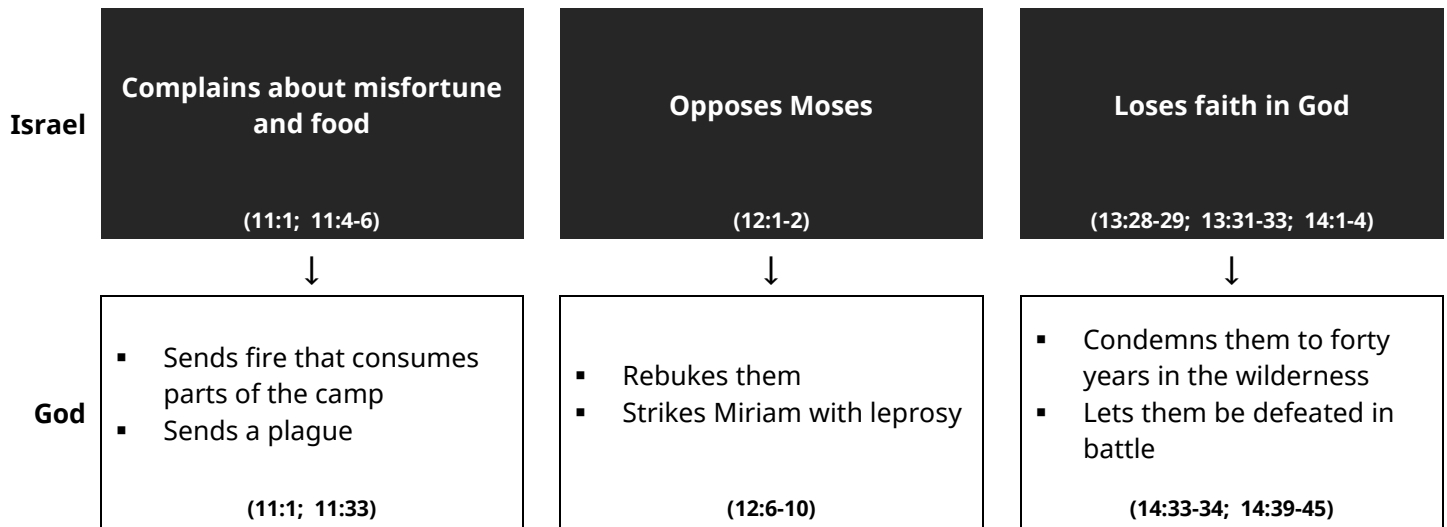 Israel
Complains about misfortune
and food
(11:1; 11:4-6)
Opposes Moses
(12:1-2)
Loses faith in God
(13:28-29; 13:31-33; 14:1-4)
↓ ↓ ↓
God
▪ Sends fire that consumes
parts of the camp
▪ Sends a plague
(11:1; 11:33)
▪ Rebukes them
▪ Strikes Miriam with leprosy
(12:6-10)
▪ Condemns them to forty
years in the wilderness
▪ Lets them be defeated in
battle
(14:33-34; 14:39-45)